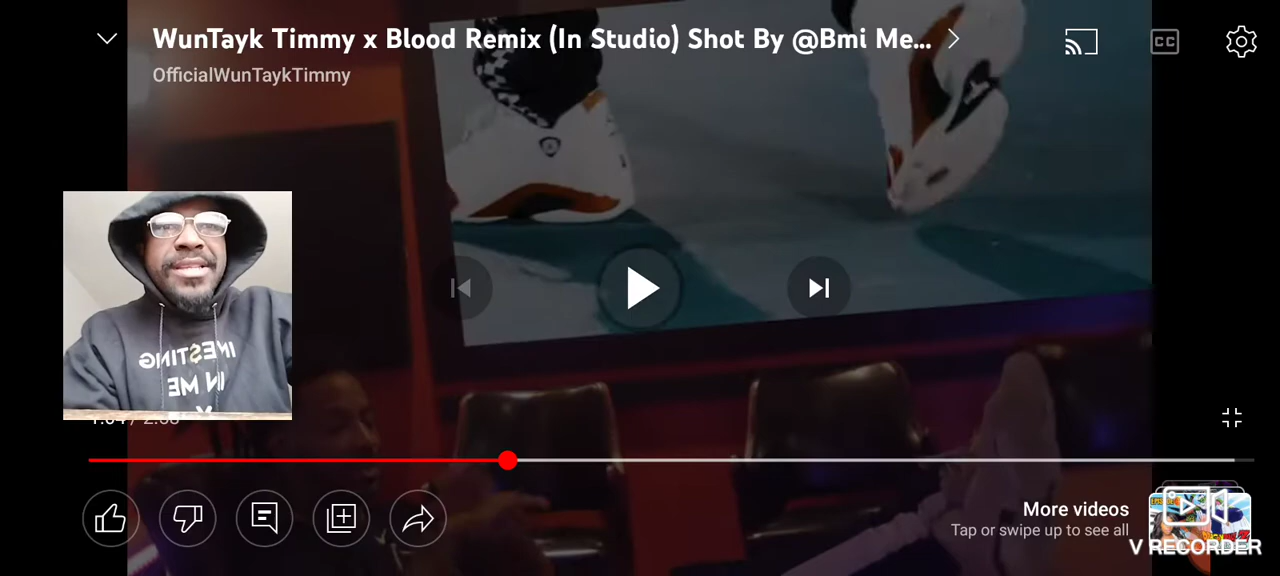 WunTayk Timmy x Blood Remix (In Studio) Shot By @Bmi Me...
OfficialWunTaykTimmy
CC
INVESTING
IN ME
More videos
Tap or swipe up to see all
V RECORDER